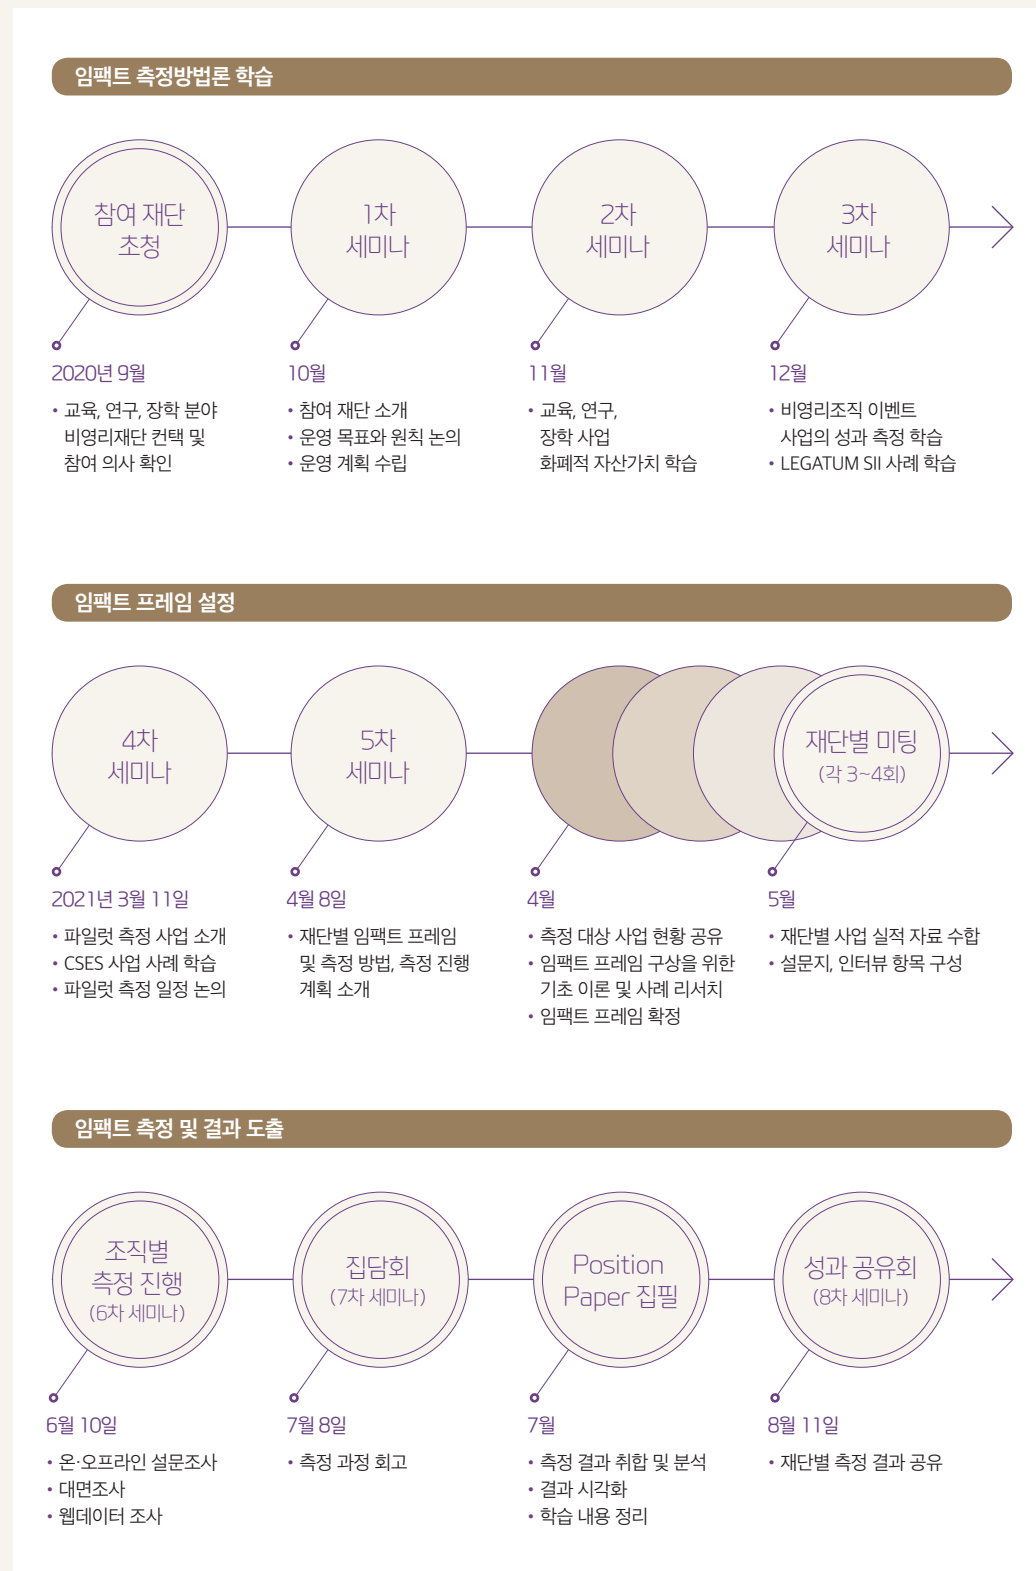 임팩트 측정방법론 학습
참여 재단
초청
1차
세미나
2차
세미나
3차
세미나
2020년 9월
• 교육, 연구, 장학 분야
비영리재단 컨택 및
참여 의사 확인
10월
• 참여 재단 소개
• 운영 목표와 원칙 논의
• 운영 계획 수립
11월
• 교육, 연구,
장학 사업
화폐적 자산가치 학습
12월
• 비영리조직 이벤트
사업의 성과 측정 학습
• LEGATUM SII 사례 학습
임팩트 프레임 설정
4차
세미나
5차
세미나
재단별 미팅
(각 3~4회)
2021년 3월 11일
• 파일럿 측정 사업 소개
• CSES 사업 사례 학습
• 파일럿 측정 일정 논의
4월 8일
• 재단별 임팩트 프레임
및 측정 방법, 측정 진행
계획 소개
4월
• 측정 대상 사업 현황 공유
• 임팩트 프레임 구상을 위한
기초 이론 및 사례 리서치
• 임팩트 프레임 확정
5월
• 재단별 사업 실적 자료 수합
• 설문지, 인터뷰 항목 구성
임팩트 측정 및 결과 도출
조직별
측정 진행
(6차 세미나)
집담회
(7차 세미나)
Position
Paper 집필
성과 공유회
(8차 세미나)
6월 10일
• 온·오프라인 설문조사
• 대면조사
• 웹데이터 조사
7월 8일
• 측정 과정 회고
7월
• 측정 결과 취합 및 분석
• 결과 시각화
• 학습 내용 정리
8월 11일
• 재단별 측정 결과 공유